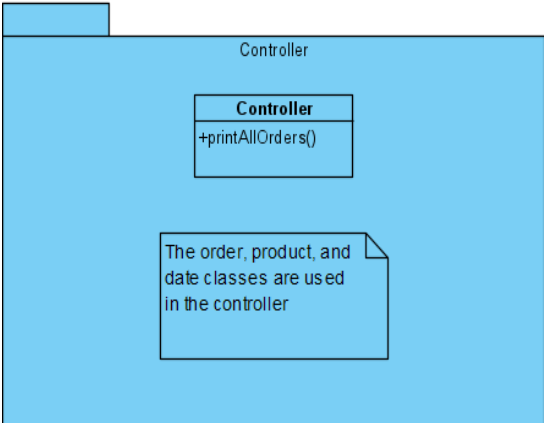 Controller
Controller
+printAllOrders()
The order, product, and
date classes are used
in the controller